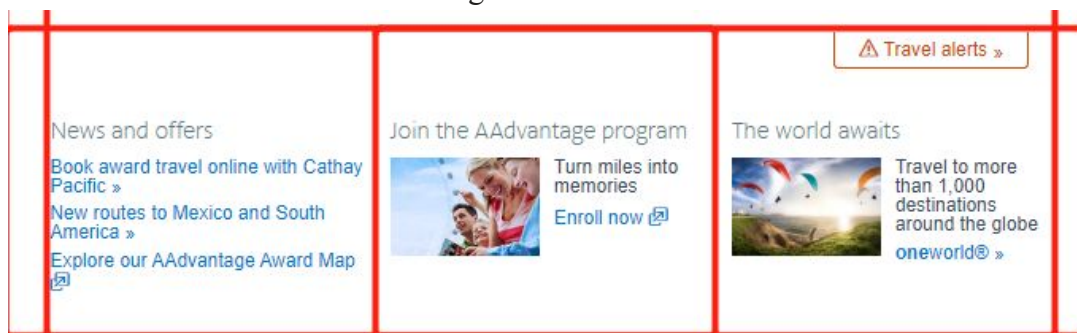 Travel alerts »
News and offers
Book award travel online with Cathay
Pacific »
New routes to Mexico and South
America »
Explore our AAdvantage Award Map
Join the AAdvantage program
Turn miles into
memories
Enroll now
The world awaits
Travel to more
than 1,000
destinations
around the globe
oneworld® »